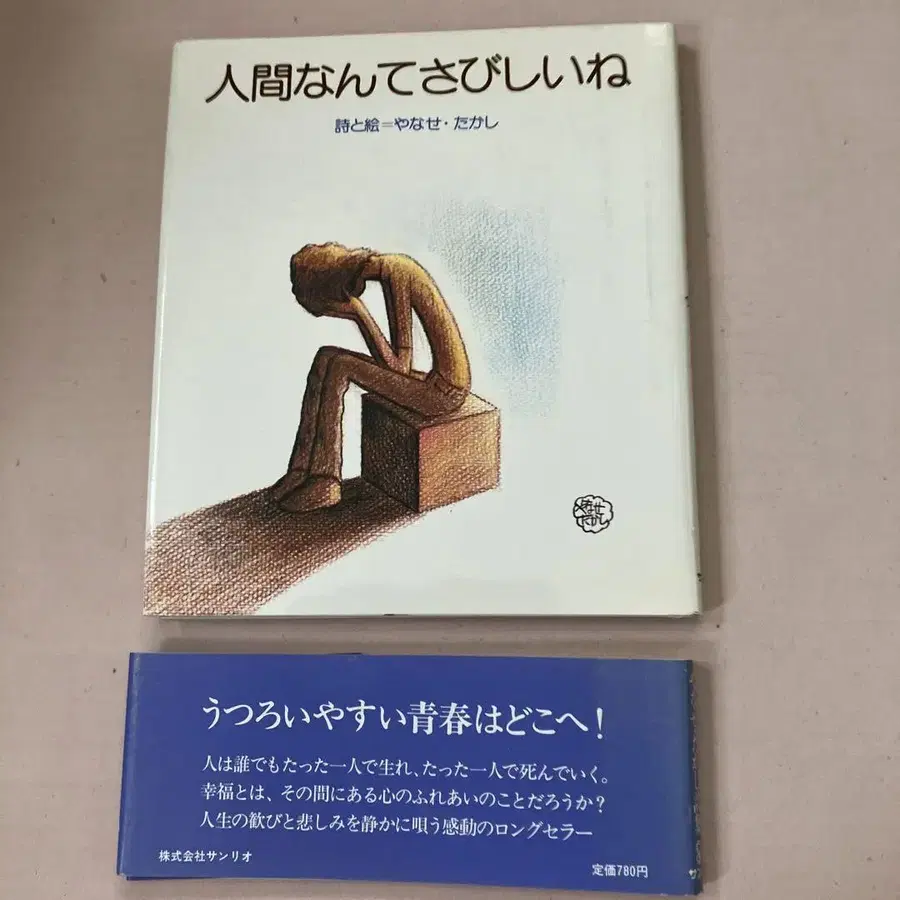 人間なんてさびしいね
詩と絵=やなせ・たかし
やなせ
たかし
うつろいやすい青春はどこへ!
人は誰でもたった一人で生れ、たった一人で死んでいく。
幸福とは、その間にある心のふれあいのことだろうか?
人生の歓びと悲しみを静かに唄う感動のロングセラー
株式会社サンリオ
定価780円